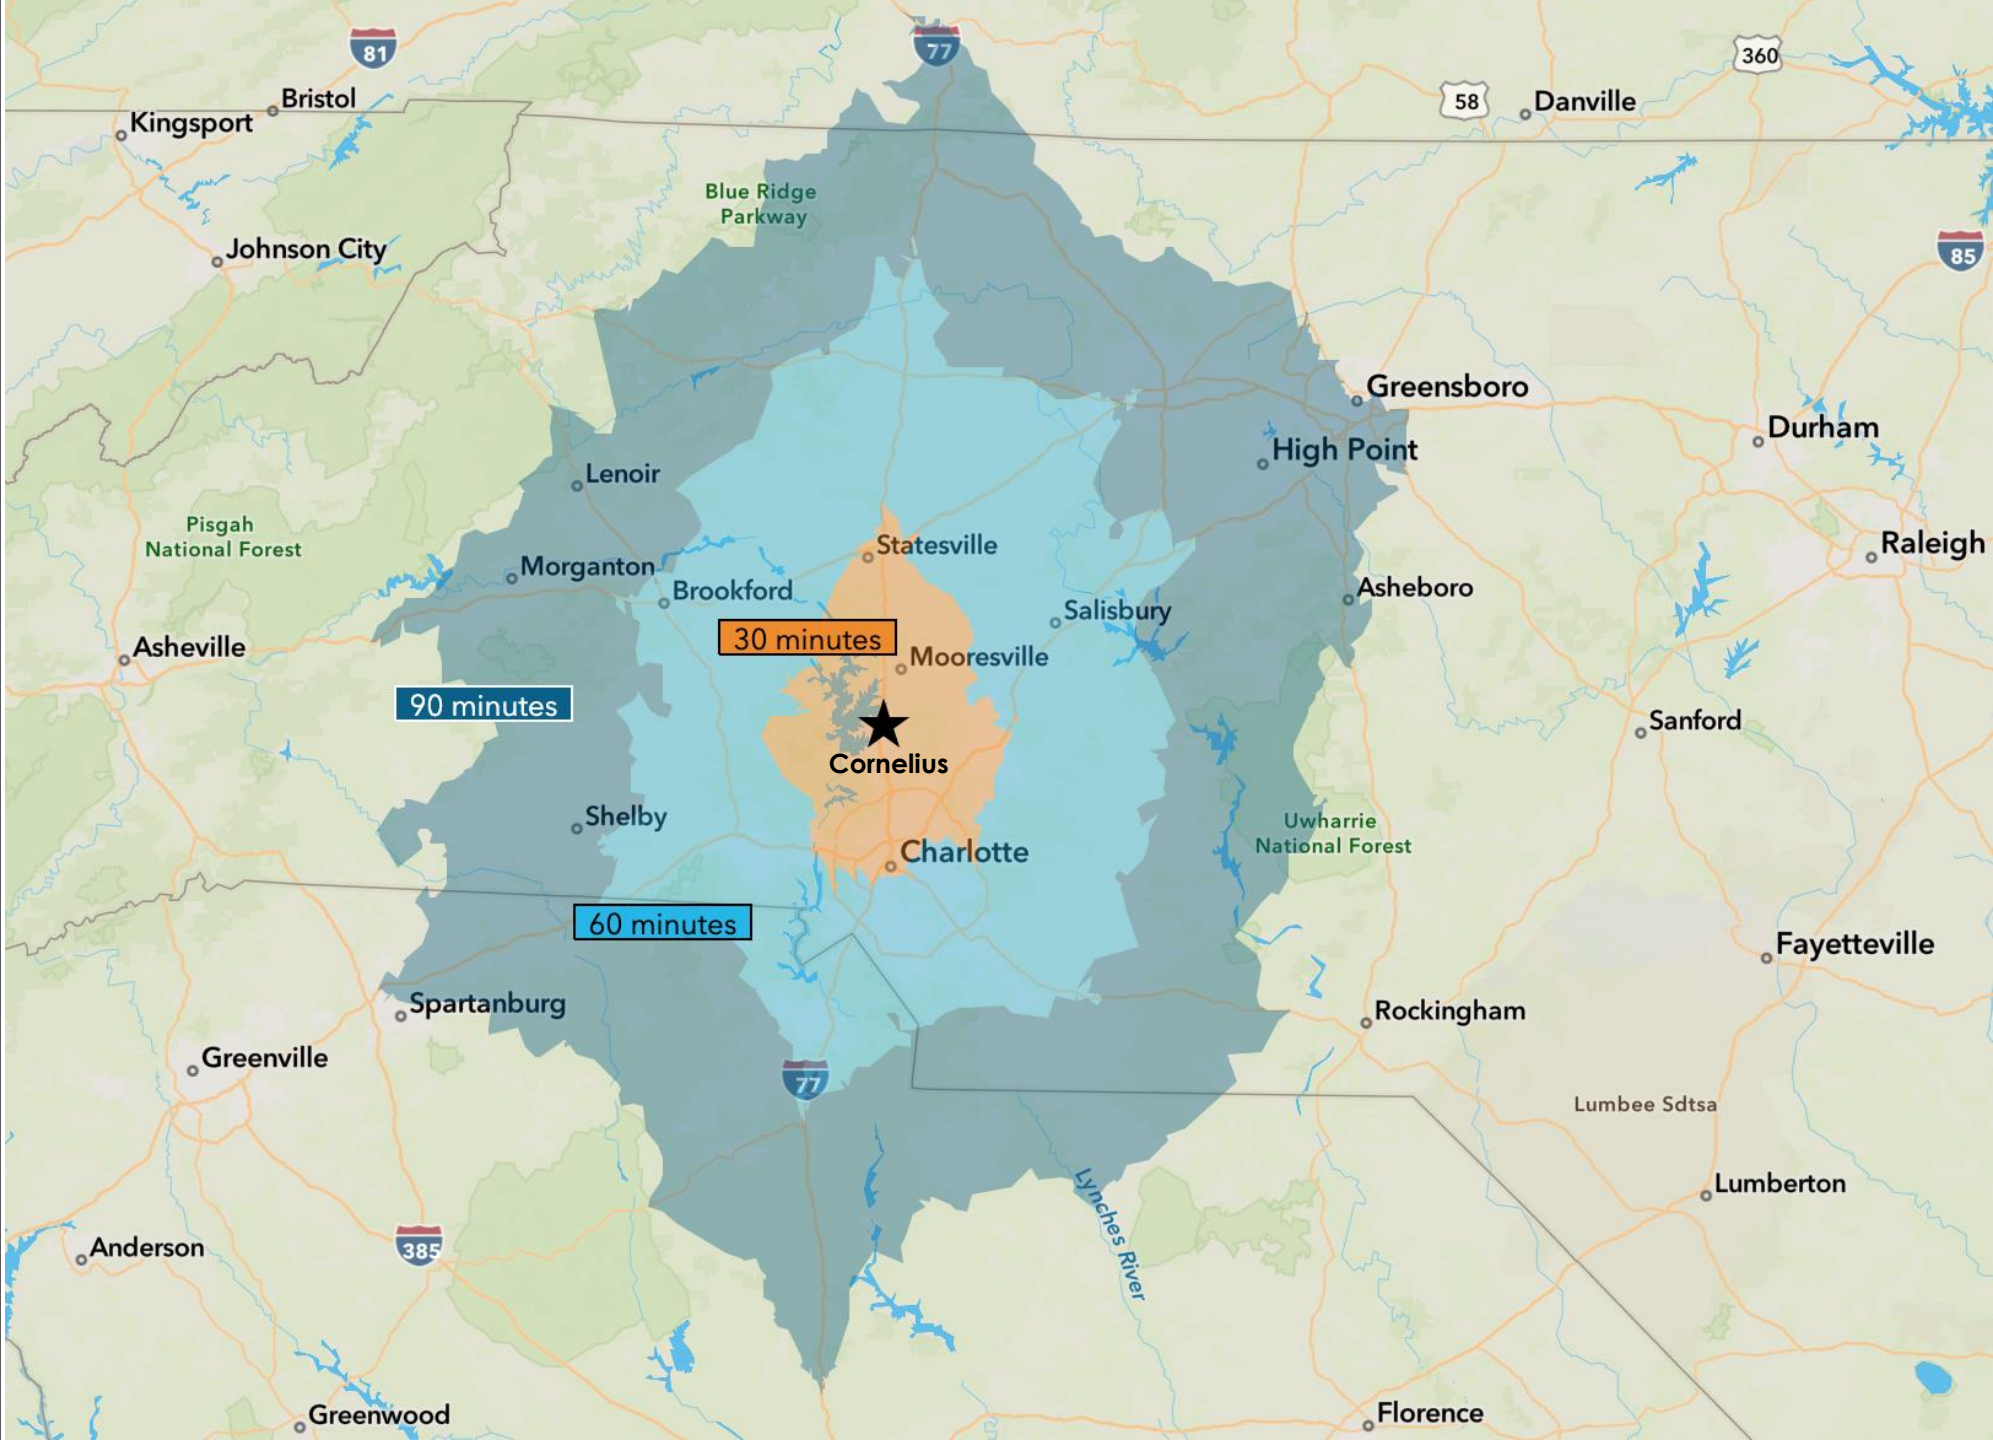 81
77
360
58
Danville
Bristol
Kingsport
Blue Ridge
Parkway
Johnson City
85
Greensboro
Durham
High Point
Lenoir
Pisgah
National Forest
Statesville
Raleigh
Morganton
Brookford
Asheboro
Salisbury
30 minutes
Asheville
Mooresville
90 minutes
Sanford
Cornelius
Shelby
Uwharrie
National Forest
Charlotte
60 minutes
Fayetteville
Spartanburg
Rockingham
Greenville
77
Lumbee Sdtsa
Lumberton
Lynches River
Anderson
385
Greenwood
Florence